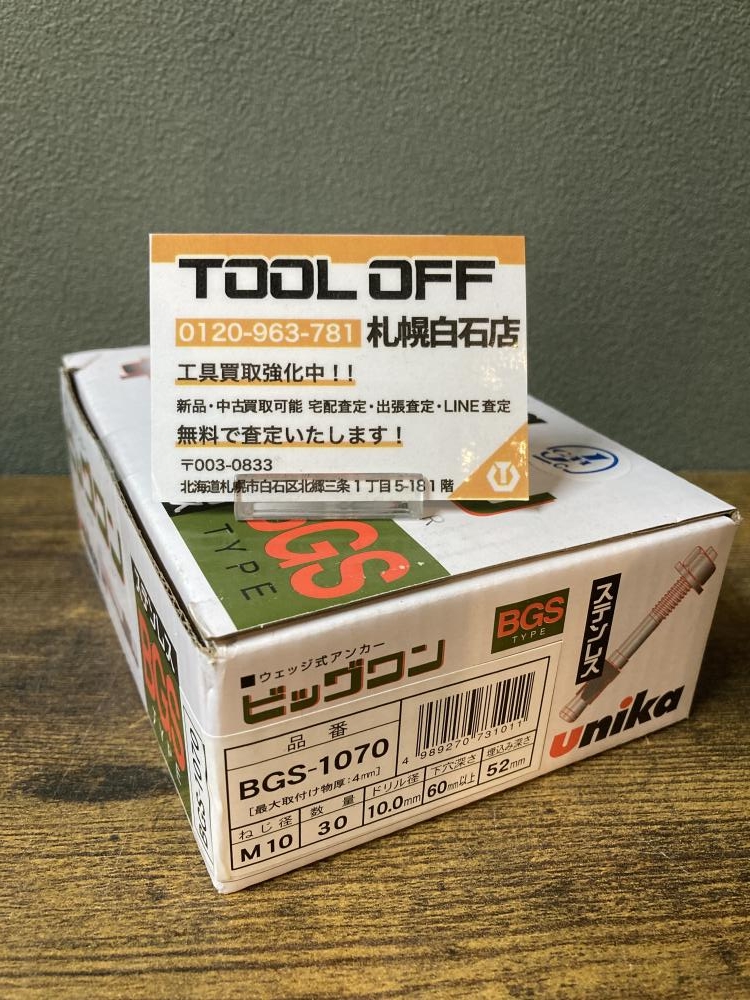 TOOL OFF
0120-963-781 札幌白石店
工具買取強化中！！
新品・中古買取可能 宅配査定・出張査定・LINE査定
無料で査定いたします！
〒003-0833
北海道札幌市白石区北郷三条1丁目5-18 1階
BGS
TYPE
ステンレス
BGS
■ウェッジ式アンカー
ビッグワン
BGS
TYPE
ステンレス
unika
品番
BGS-1070
[最大取付け物厚:4mm]
4 989270 731011
ねじ径 数量 ドリル径 下穴深さ 埋込み深さ
M10 30 10.0mm 60mm以上 52mm